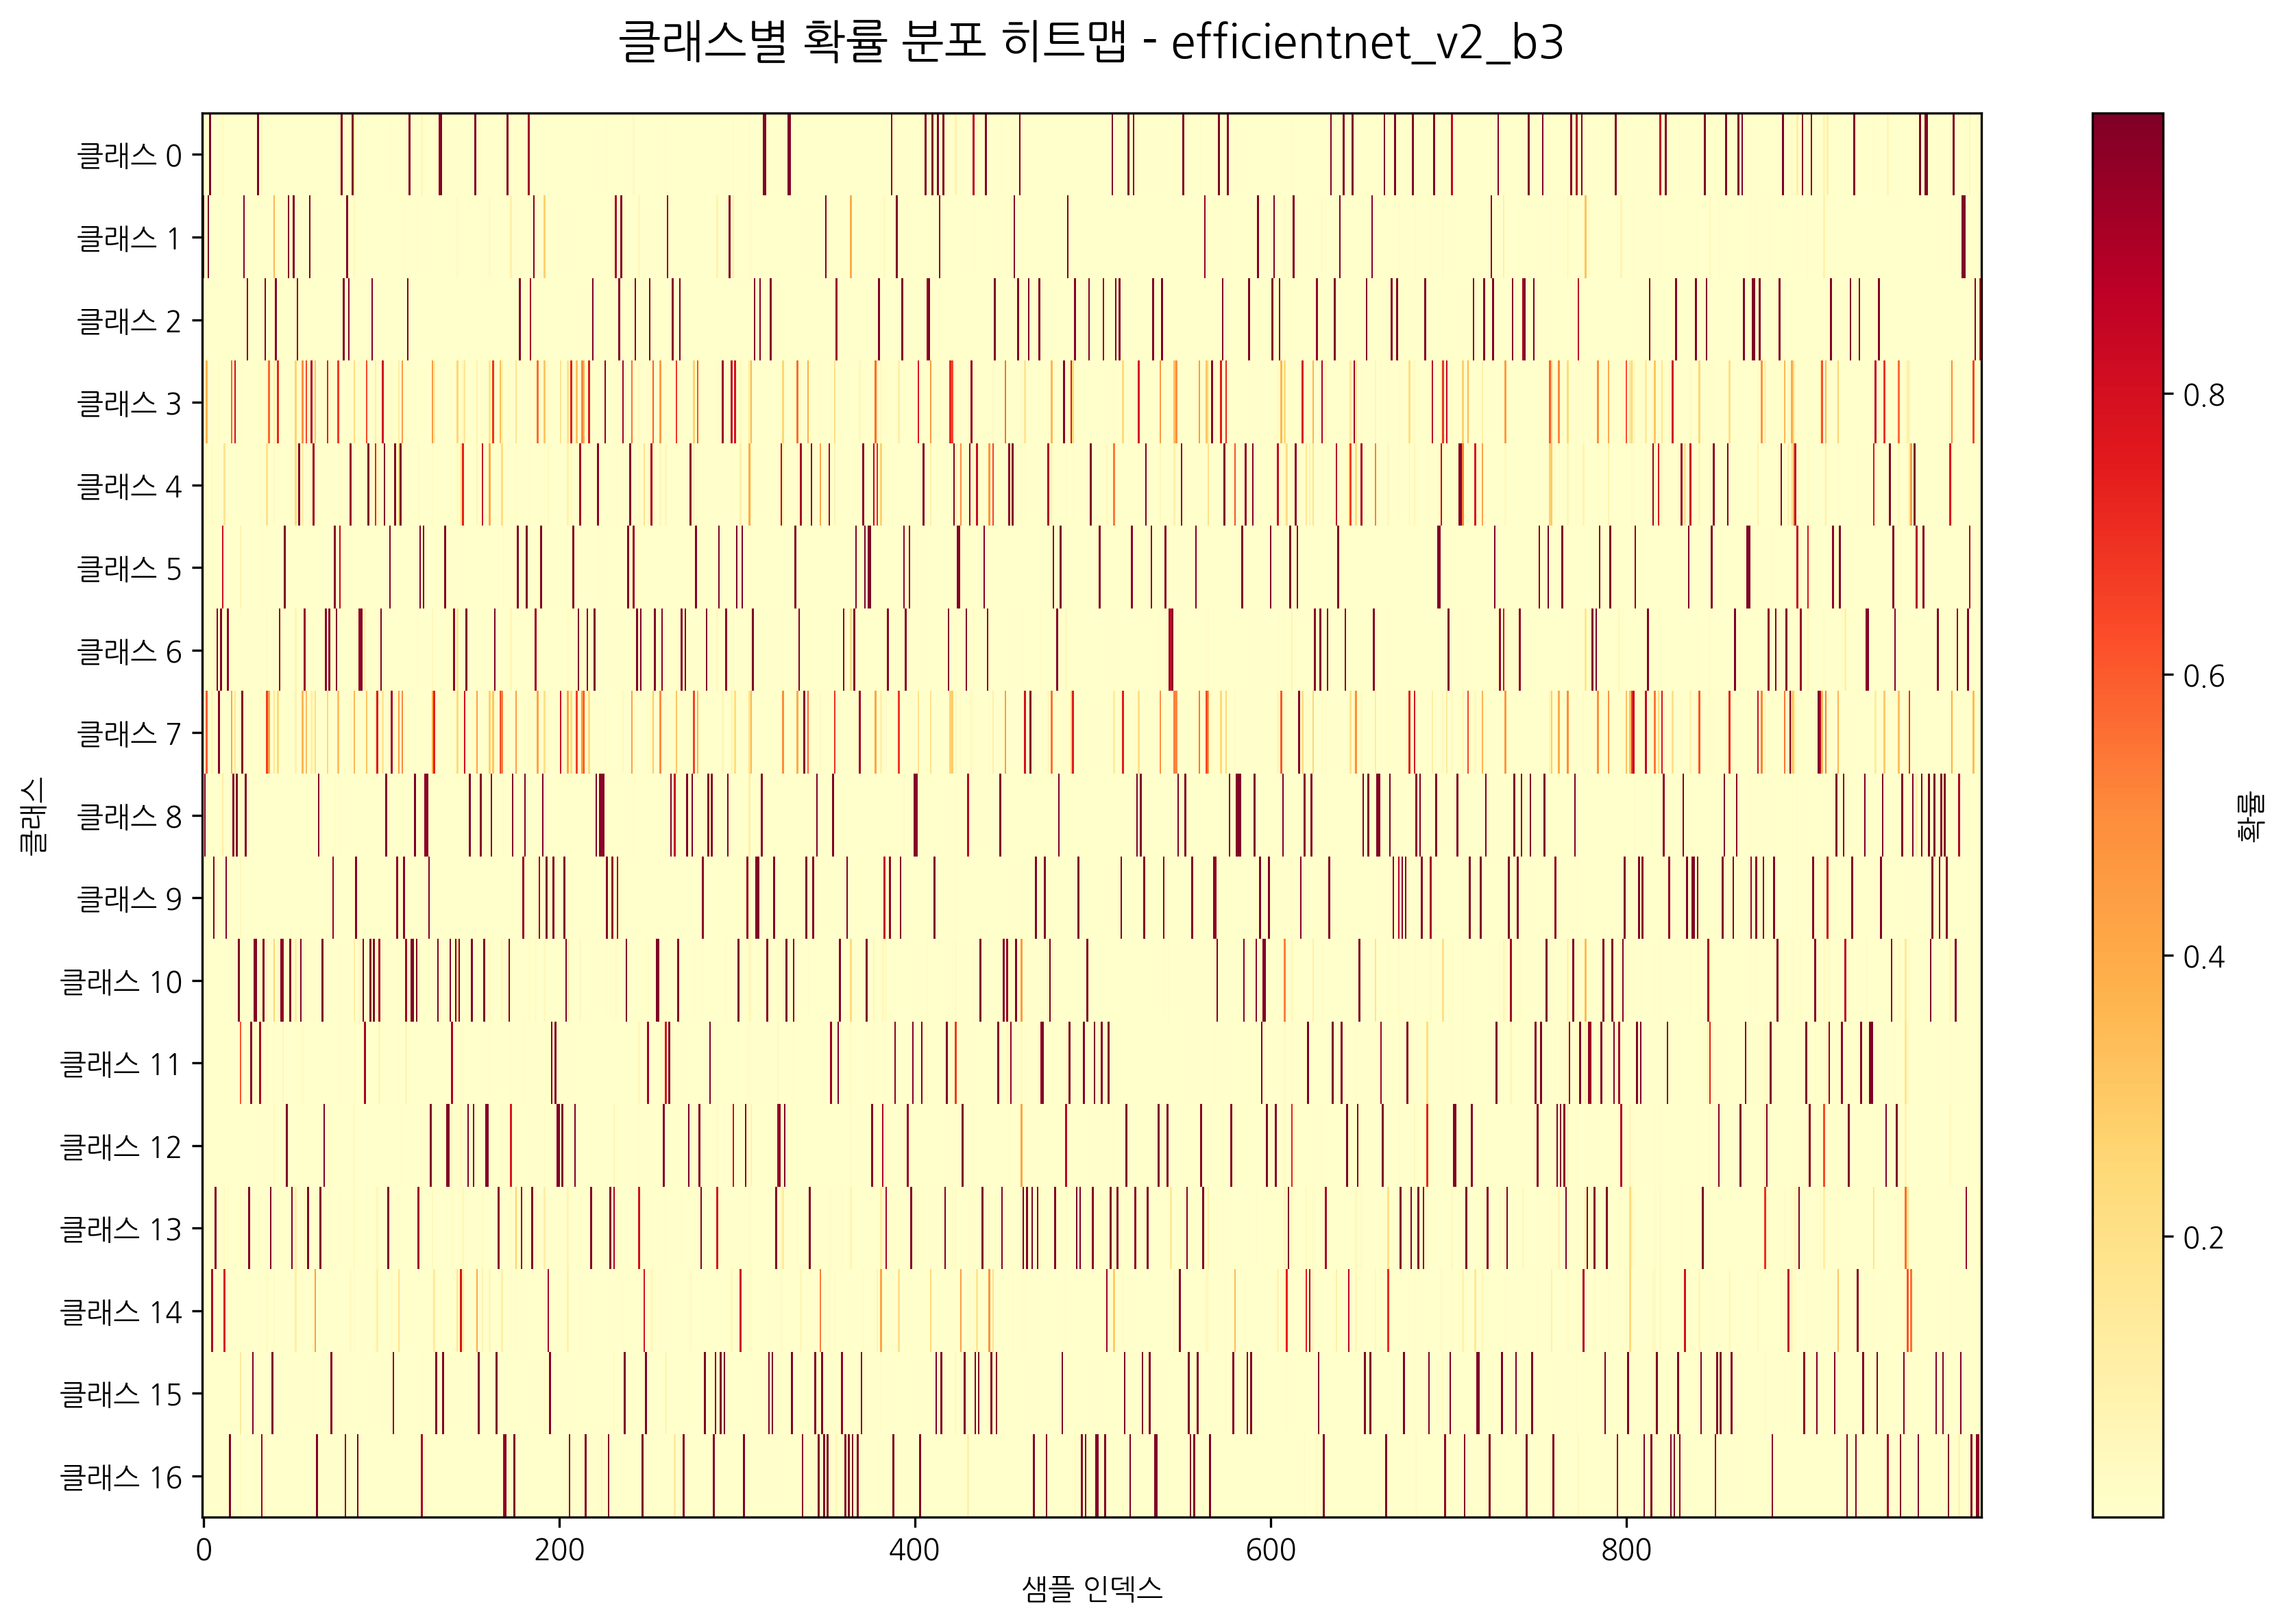 클래스별 확률 분포 히트맵 - efficientnet_v2_b3
클래스 0
클래스 1
클래스 2
클래스 3
클래스 4
클래스 5
클래스 6
클래스 7
클래스 8
클래스 9
클래스 10
클래스 11
클래스 12
클래스 13
클래스 14
클래스 15
클래스 16
클래스
0 200 400 600 800
샘플 인덱스
0.8
0.6
0.4
0.2
확률